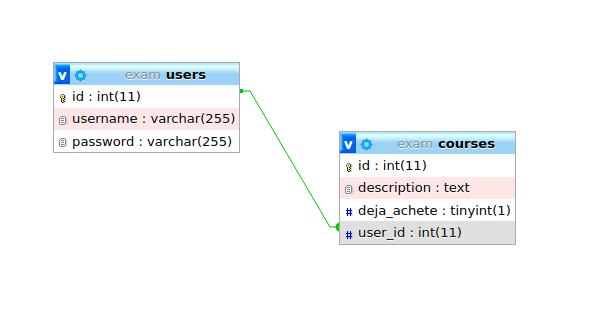 v exam users
id : int(11)
username : varchar(255)
password : varchar(255)
v exam courses
id : int(11)
description : text
# deja_achete : tinyint(1)
# user_id : int(11)